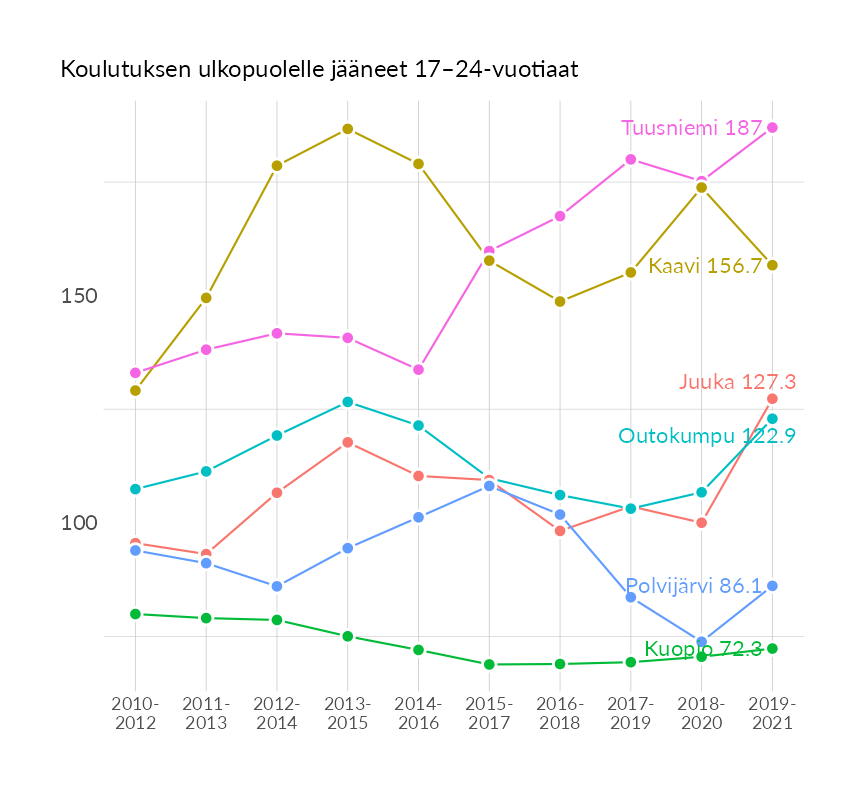 Koulutuksen ulkopuolelle jääneet 17–24-vuotiaat
Tuusniemi 187
Kaavi 156.7
150
Juuka 127.3
Outokumpu 122.9
100
Polvijärvi 86.1
Kuopio 72.3
2010- 2011- 2012- 2013- 2014- 2015- 2016- 2017- 2018- 2019-
2012 2013 2014 2015 2016 2017 2018 2019 2020 2021